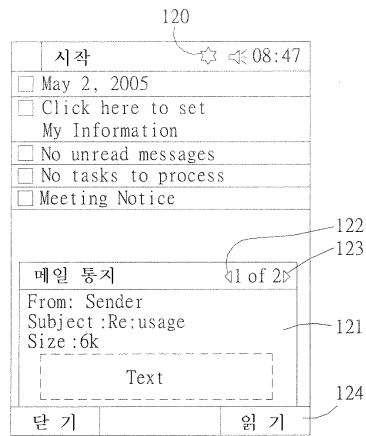 120
시작 08:47
May 2, 2005
Click here to set
My Information
No unread messages
No tasks to process
Meeting Notice
122
123
메일 통지 1 of 2
From: Sender
Subject :Re:usage
Size :6k
121
Text
124
닫 기 읽 기